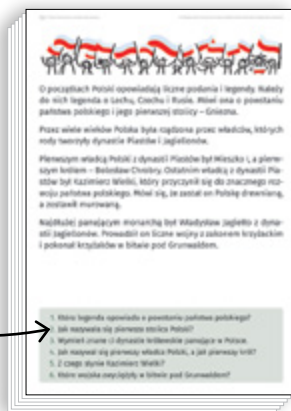 O początkach Polski opowiadają liczne podania i legendy. Należy
do nich legenda o Lechu, Czechu i Rusie. Mówi ona o powstaniu
państwa polskiego i jego pierwszej stolicy – Gniezna.
Przez wiele wieków Polska była rządzona przez władców, których
rody tworzyły dynastie Piastów i Jagiellonów.
Pierwszym władcą Polski z dynastii Piastów był Mieszko I, a pierw-
szym królem – Bolesław Chrobry. Ostatnim władcą z dynastii Pia-
stów był Kazimierz Wielki, który przyczynił się do znacznego roz-
woju państwa polskiego. Mówi się, że zastał on Polskę drewnianą,
a zostawił murowaną.
Najdłużej panującym monarchą był Władysław Jagiełło z dyna-
stii Jagiellonów. Prowadził on liczne wojny z zakonem krzyżackim
i pokonał krzyżaków w bitwie pod Grunwaldem.
1. Która legenda opowiada o powstaniu państwa polskiego?
2. Jak nazywała się pierwsza stolica Polski?
3. Wymień znane ci dynastie królewskie panujące w Polsce.
4. Jak nazywał się pierwszy władca Polski, a jak pierwszy król?
5. Z czego słynie Kazimierz Wielki?
6. Które wojska zwyciężyły w bitwie pod Grunwaldem?